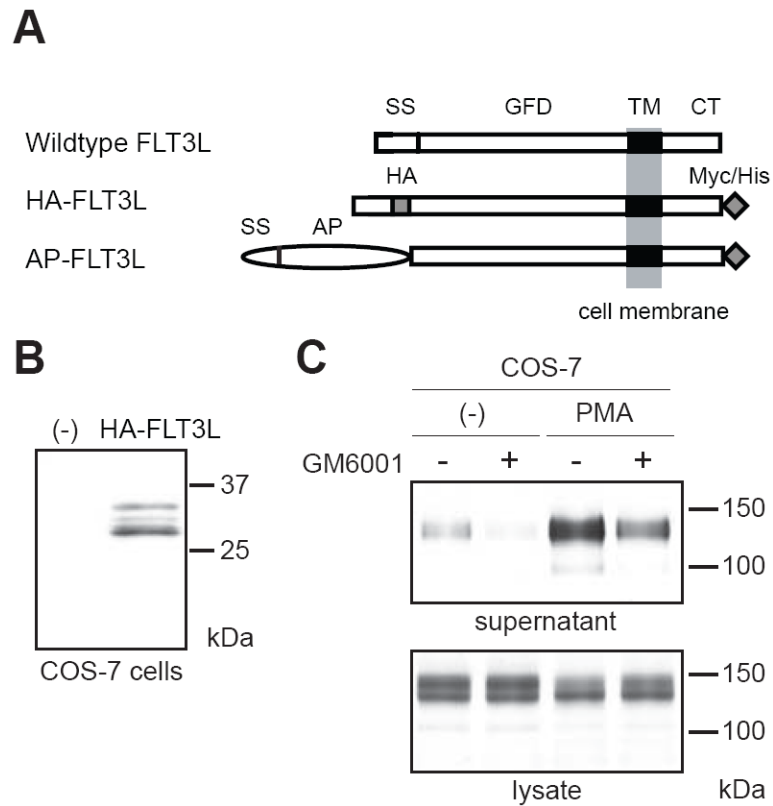 A
SS GFD TM CT
Wildtype FLT3L
HA Myc/His
HA-FLT3L
SS AP
AP-FLT3L
cell membrane
B
(-) HA-FLT3L
37
25
kDa
COS-7 cells
C
COS-7
(-) PMA
GM6001 - + - +
150
100
supernatant
150
100
lysate kDa